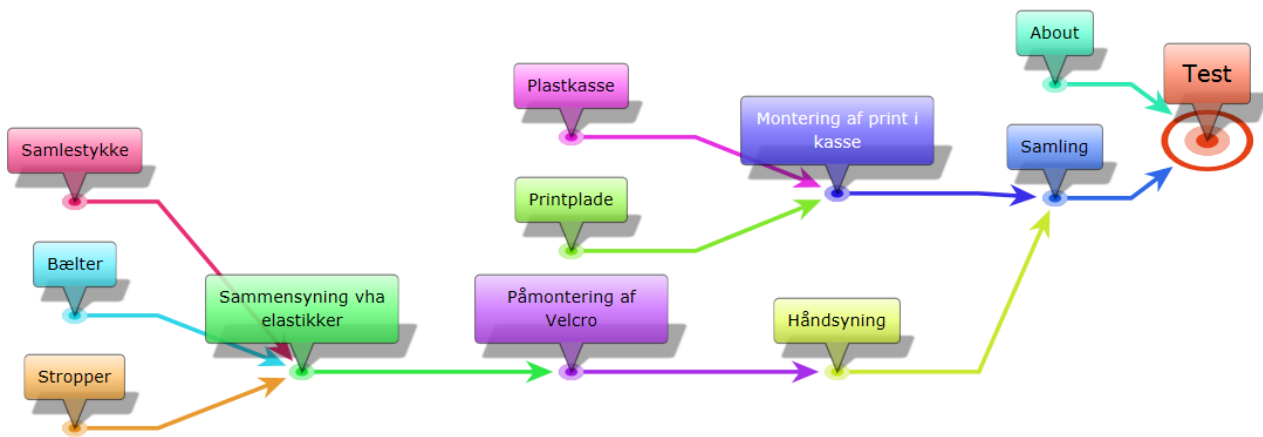 About
Test
Plastkasse
Montering af print i
kasse
Samlestykke
Samling
Printplade
Bælter
Sammensyning vha
elastikker
Påmontering af
Velcro
Håndsyning
Stropper